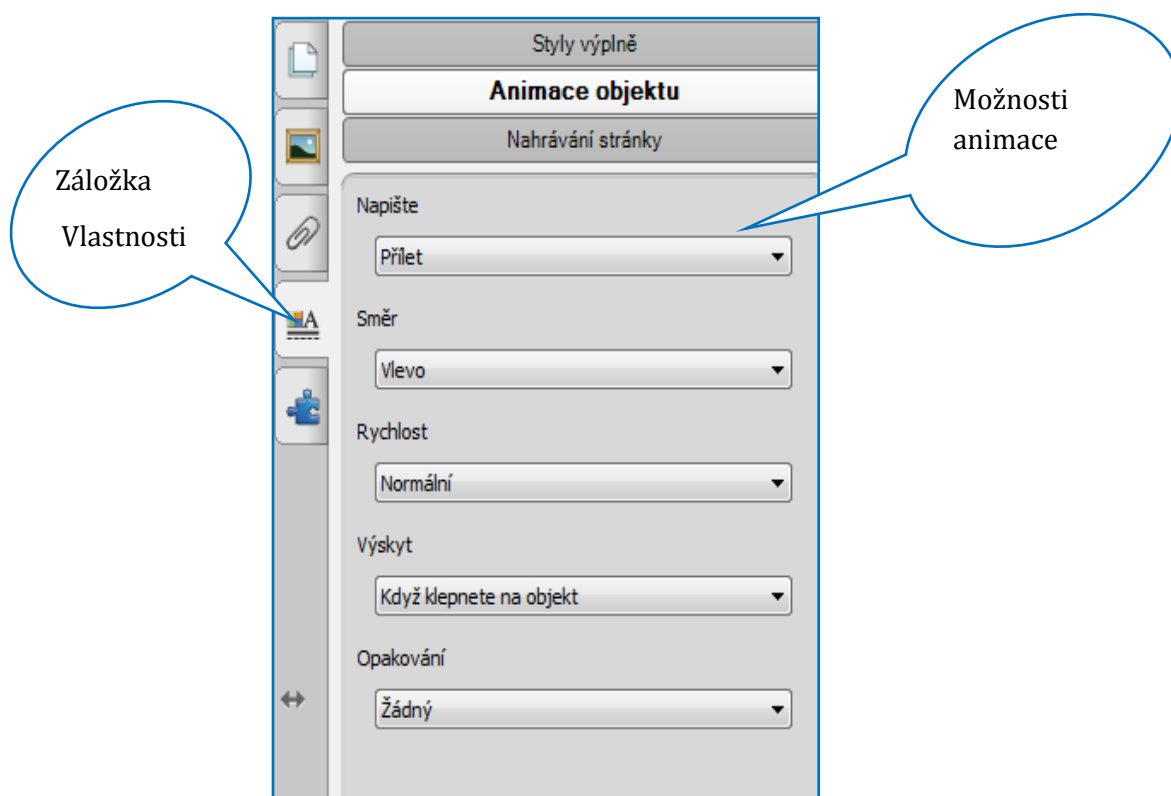 Styly výplně
Animace objektu
Nahrávání stránky
Možnosti
animace
Záložka
Vlastnosti
Napište
Přílet
Směr
Vlevo
Rychlost
Normální
Výskyt
Když klepnete na objekt
Opakování
Žádný